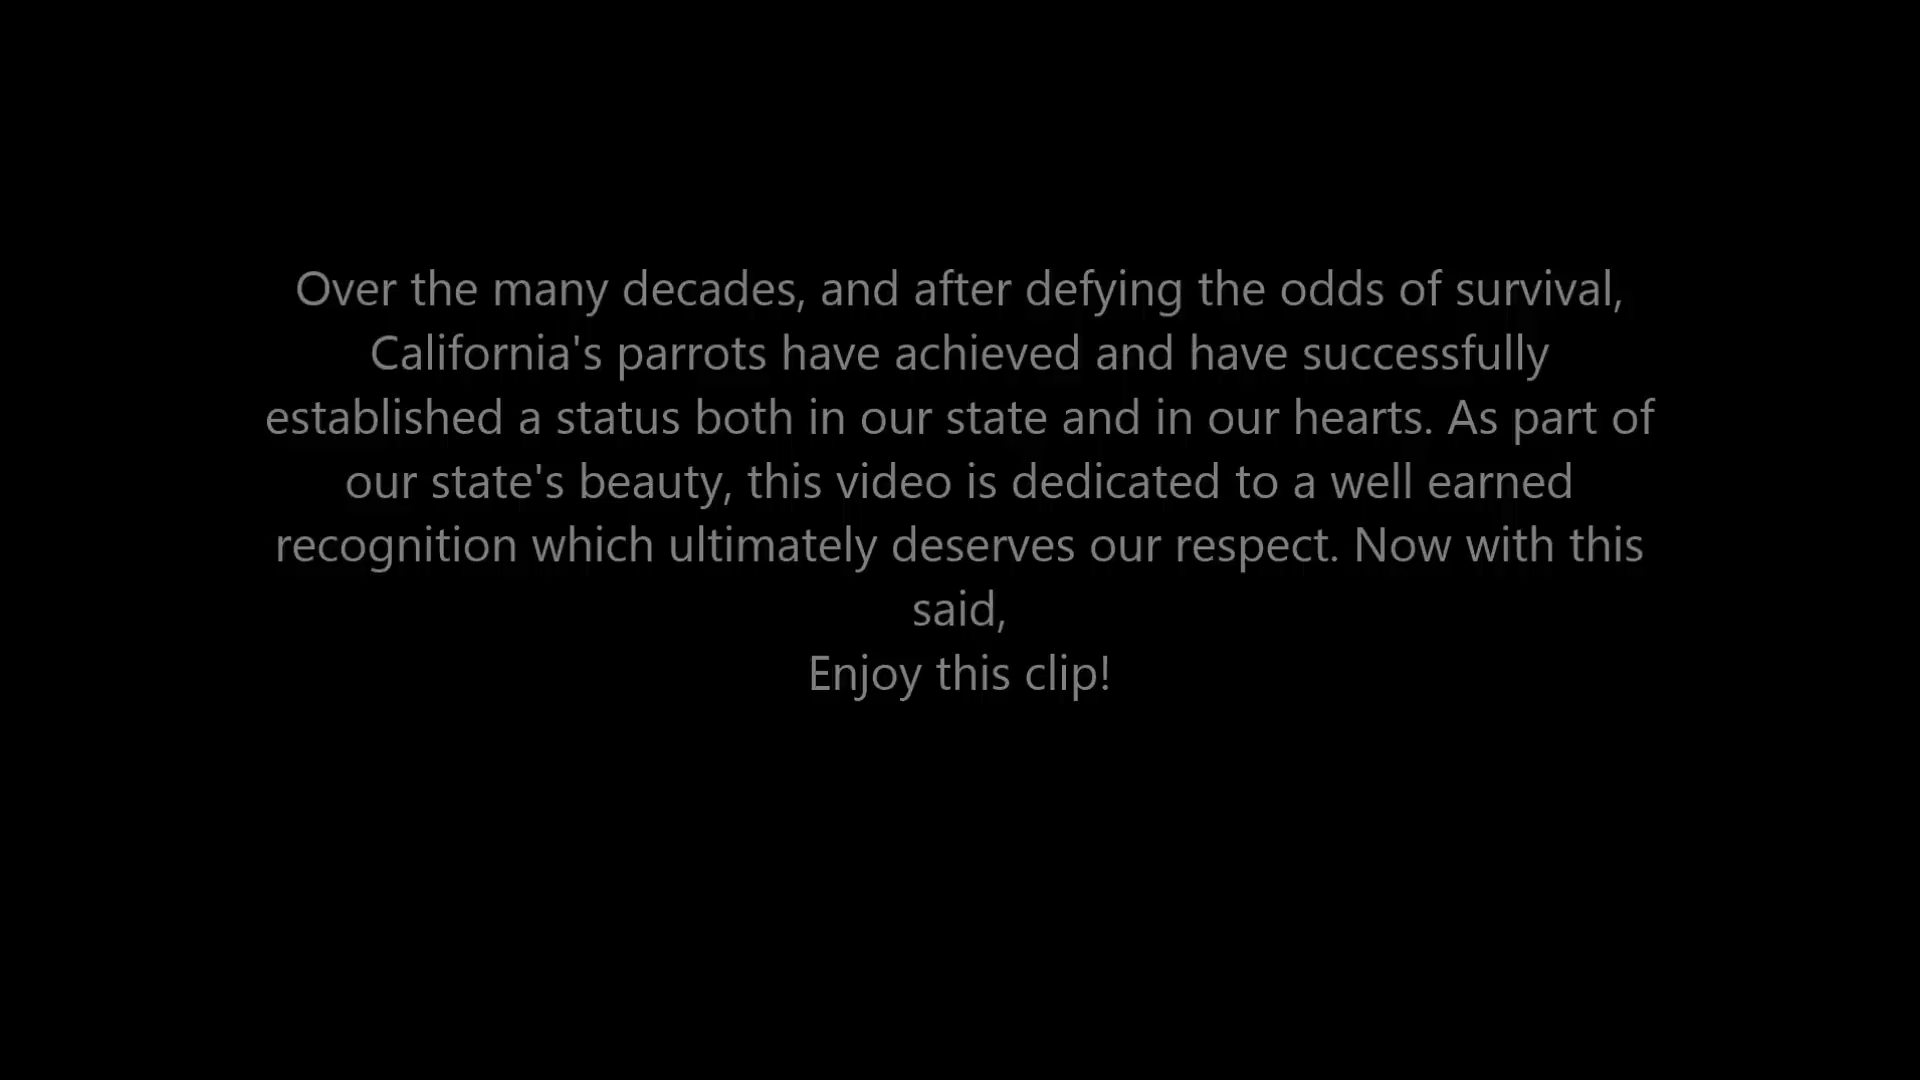 Over the many decades, and after defying the odds of survival,
California's parrots have achieved and have successfully
established a status both in our state and in our hearts. As part of
our state's beauty, this video is dedicated to a well earned
recognition which ultimately deserves our respect. Now with this
said,
Enjoy this clip!